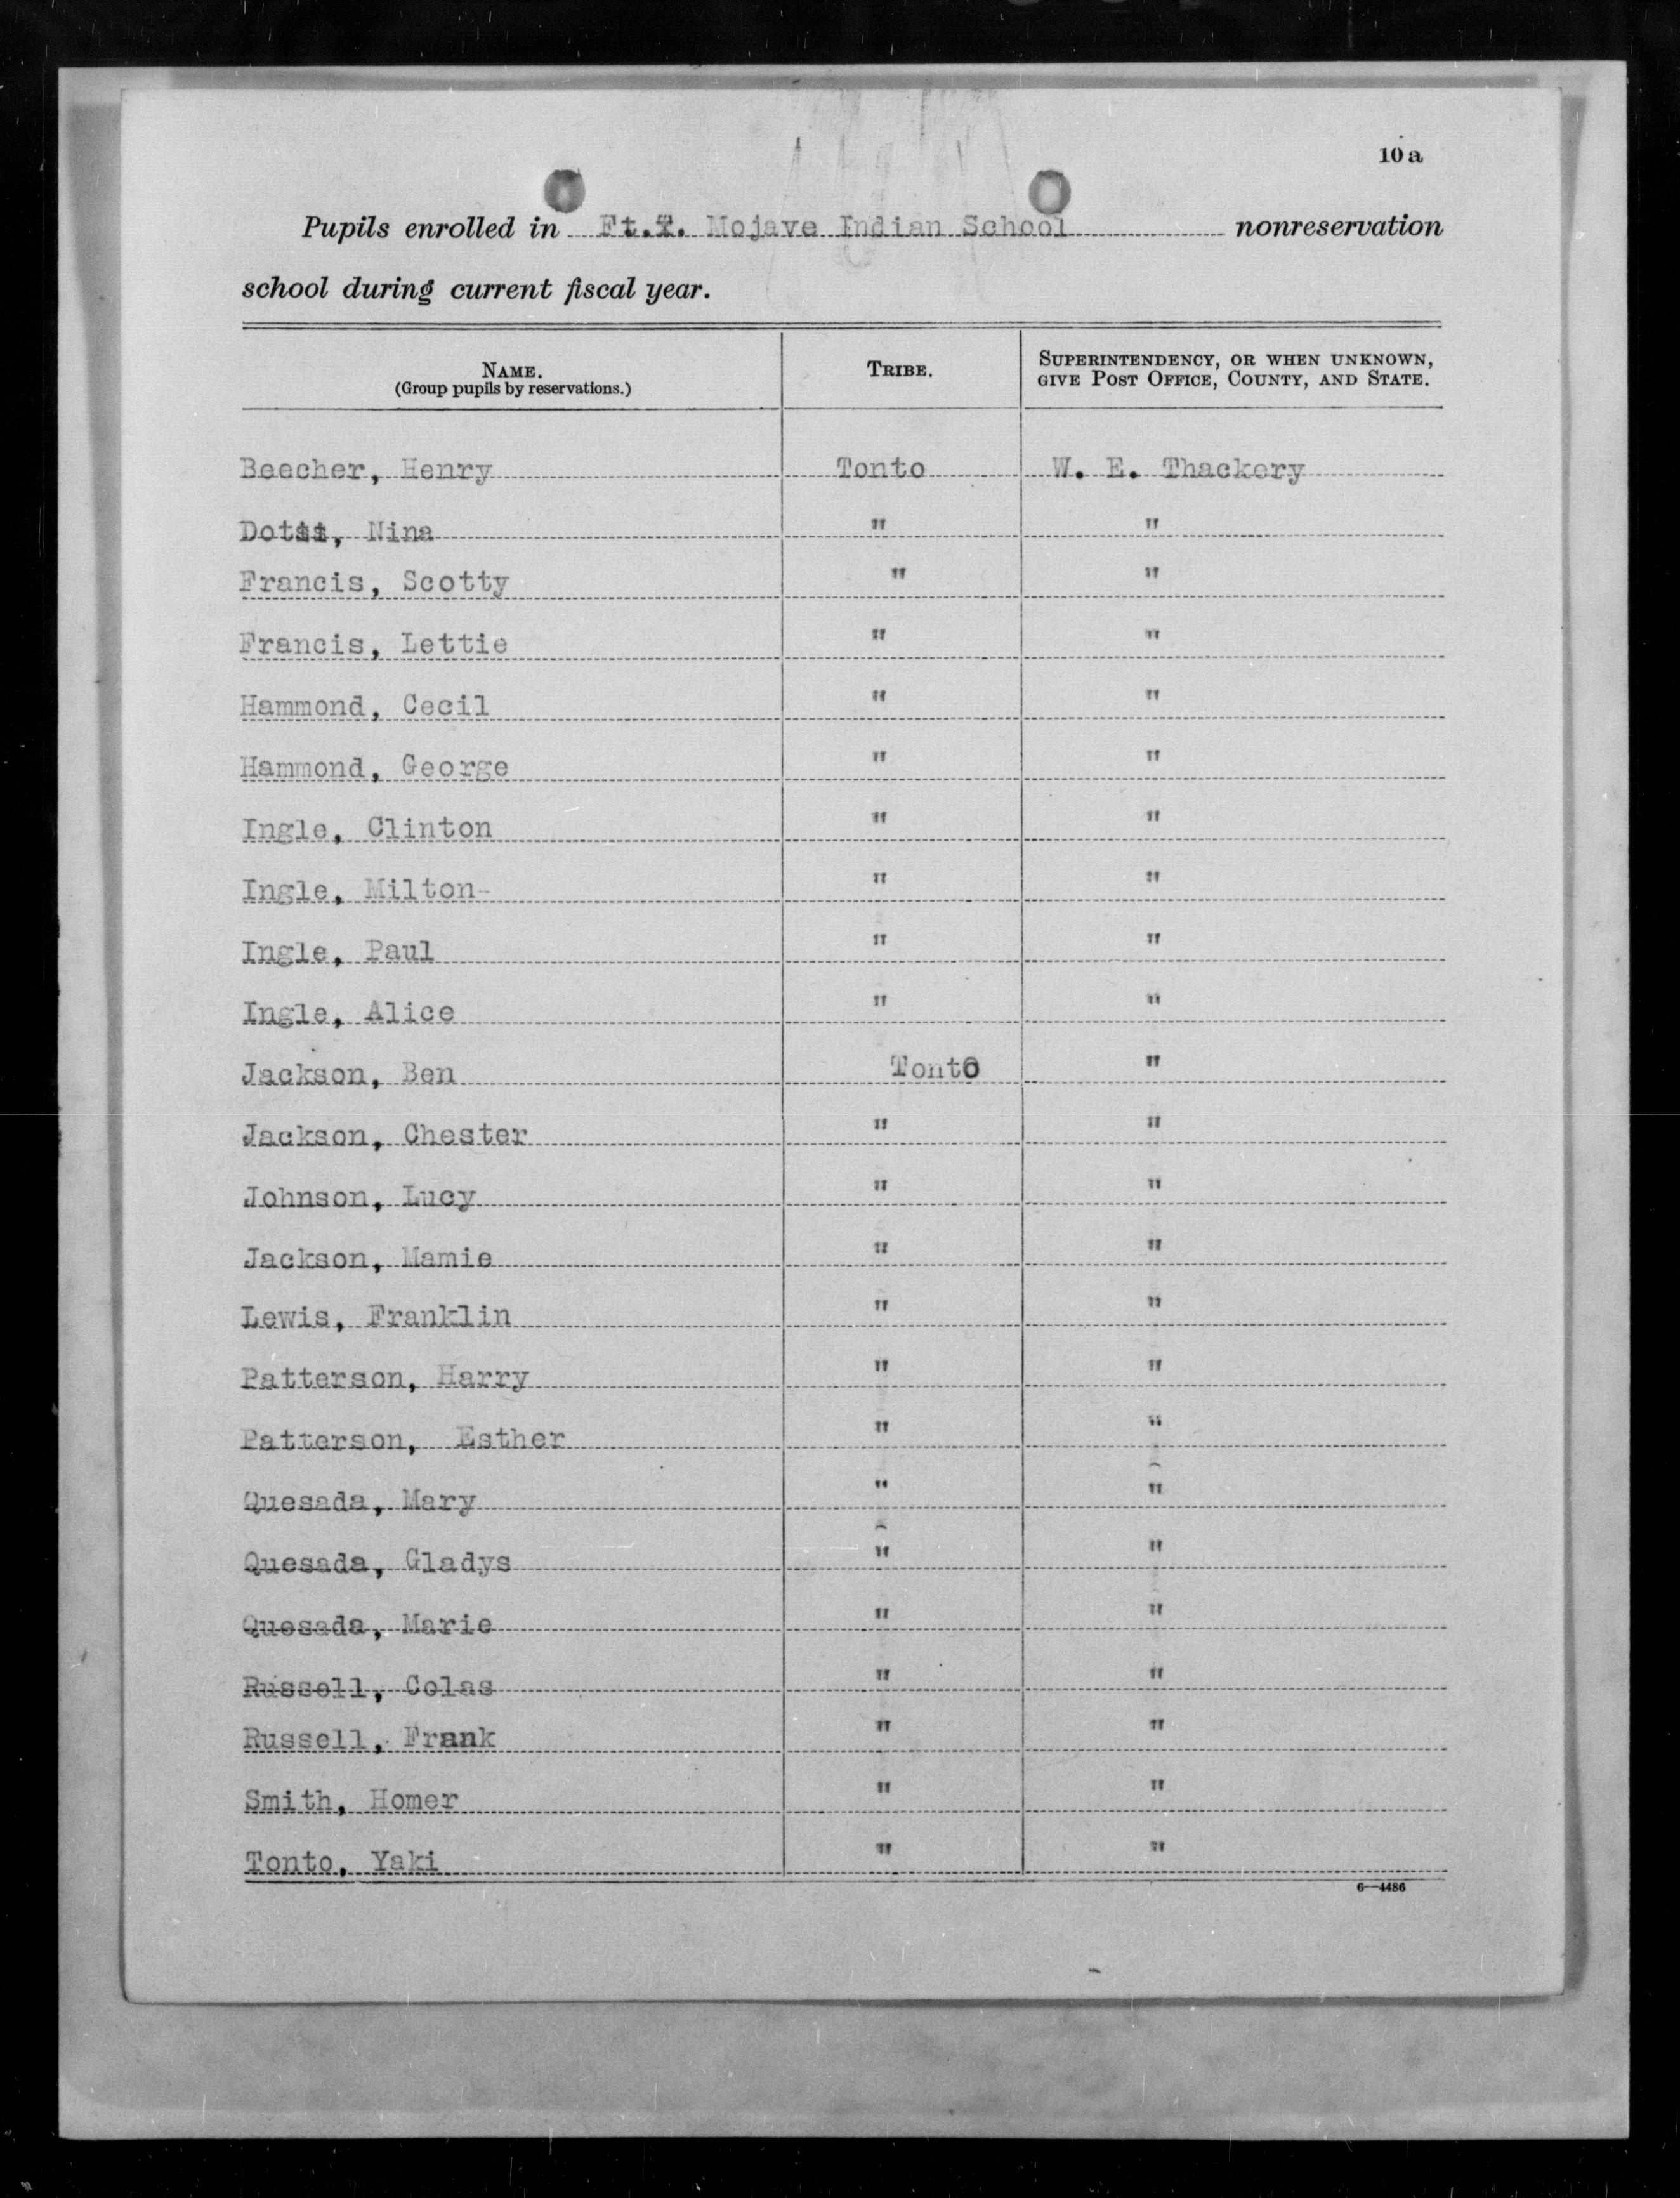 10 a
Pupils enrolled in Ft. Mojave Indian School nonreservation
school during current fiscal year.
NAME. TRIBE. SUPERINTENDENCY, OR WHEN UNKNOWN,
(Group pupils by reservations.) GIVE POST OFFICE, COUNTY, AND STATE.
Beecher, Henry Tonto W. E. Thackery
Nina " "
Francis, Scotty " "
Francis, Lettie " "
Hammond, Cecil " "
Hammond, George " "
Ingle, Clinton " "
Ingle, Milton- " "
Ingle, Paul " "
Ingle, Alice " "
Jackson, Ben Tonto "
Jackson, Chester " "
Johnson, Lucy " "
Jackson, Mamie " "
Lewis, Franklin " "
Patterson, Harry " "
Patterson, Esther " "
Quesada, Mary " "
Quesada, Gladys " "
Quesada, Marie " "
Russell, Colas " "
Russell, Frank " "
Smith, Homer " "
Tonto, Yaki " "
6—4486